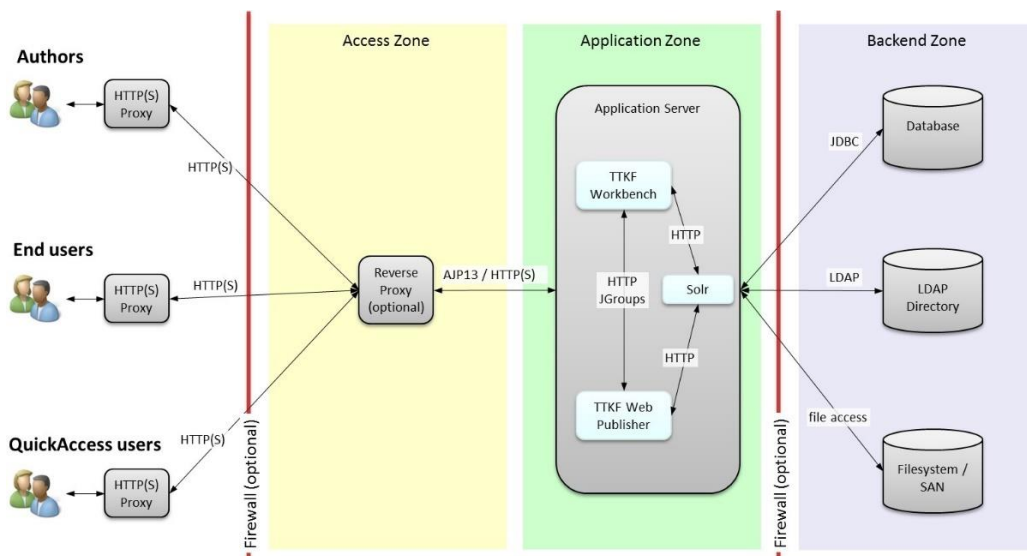 Access Zone
Application Zone
Backend Zone
Authors
HTTP(S)
Proxy
HTTP(S)
End users
HTTP(S)
Proxy
HTTP(S)
QuickAccess users
HTTP(S)
Proxy
HTTP(S)
Firewall (optional)
Reverse
Proxy
(optional)
AJP13 / HTTP(S)
Application Server
TTKF
Workbench
HTTP
HTTP
JGroups
Solr
HTTP
TTKF Web
Publisher
Firewall (optional)
JDBC
Database
LDAP
LDAP
Directory
file access
Filesystem /
SAN